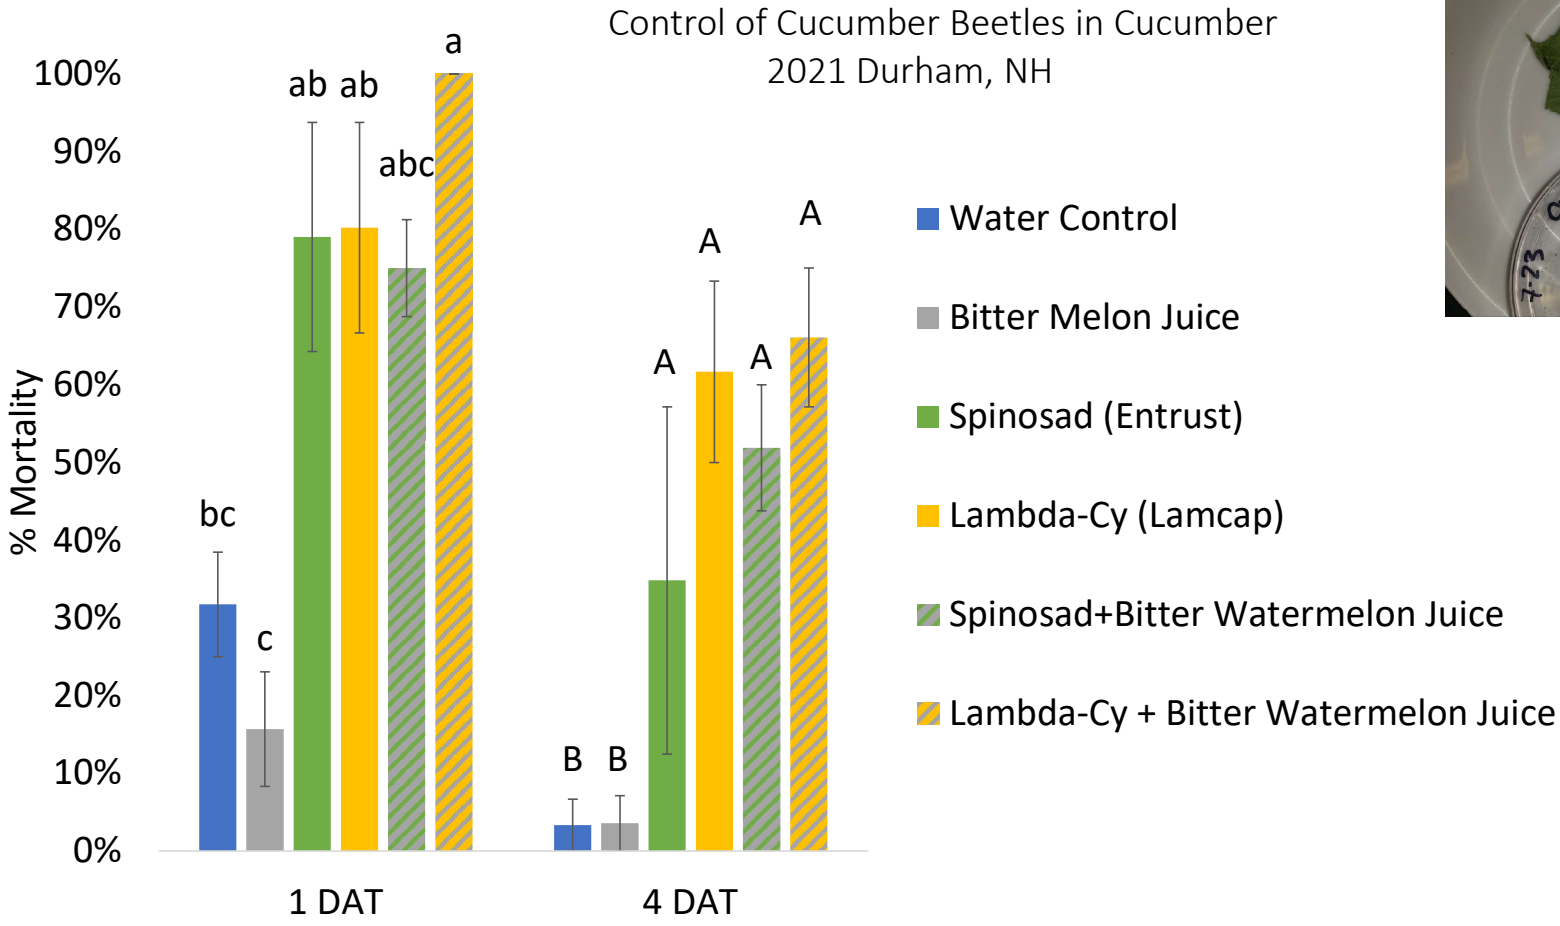 Control of Cucumber Beetles in Cucumber
2021 Durham, NH
% Mortality
100%
90%
80%
70%
60%
50%
40%
30%
20%
10%
0%
bc
c
ab
ab
abc
a
B
B
A
A
A
A
1 DAT
4 DAT
Water Control
Bitter Melon Juice
Spinosad (Entrust)
Lambda-Cy (Lamcap)
Spinosad+Bitter Watermelon Juice
Lambda-Cy + Bitter Watermelon Juice
7-23